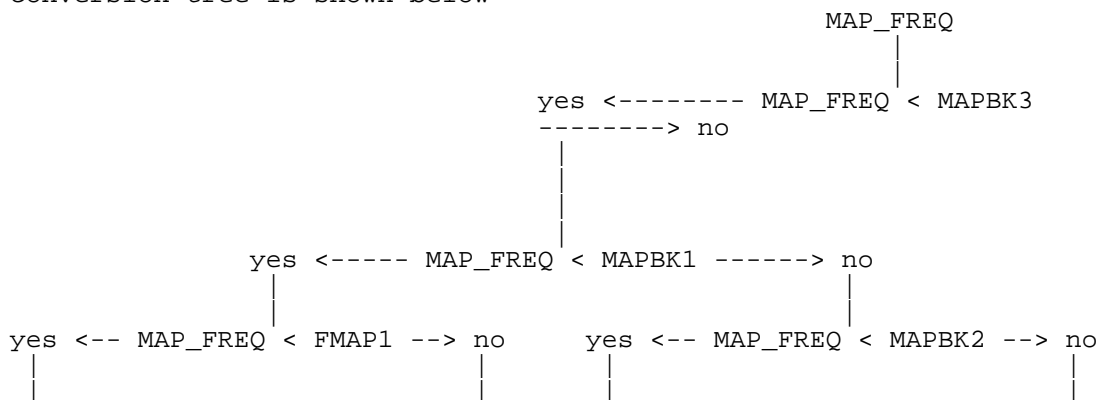 MAP_FREQ
yes <-------- MAP_FREQ < MAPBK3
--------> no
yes <----- MAP_FREQ < MAPBK1 ------> no
yes <-- MAP_FREQ < FMAP1 --> no yes <-- MAP_FREQ < MAPBK2 --> no